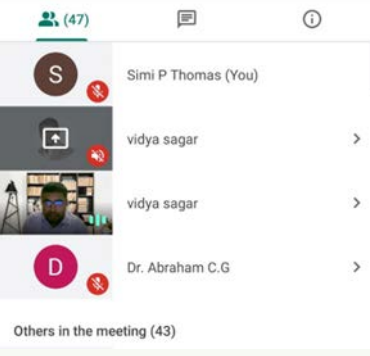 (47)
S
Simi P Thomas (You)
vidya sagar
vidya sagar
D
Dr. Abraham C.G
Others in the meeting (43)